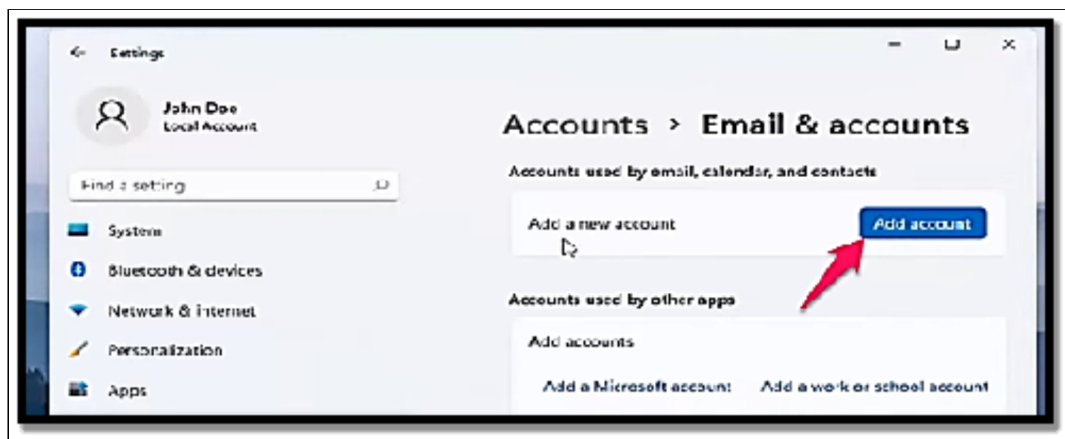 Settings
John Doe
Local Account
Accounts > Email & accounts
Find a setting
Accounts used by email, calendar, and contacts
System
Add a new account
Add account
Bluetooth & devices
Network & internet
Accounts used by other apps
Personalization
Add accounts
Apps
Add a Microsoft account
Add a work or school account